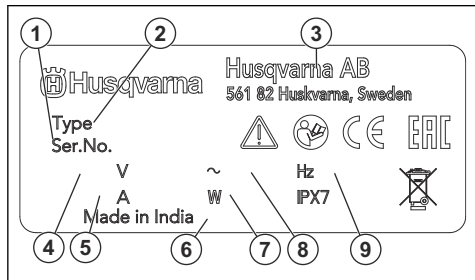 1 2 3
Husqvarna Husqvarna AB
561 82 Huskvarna, Sweden
Type
Ser.No.
CE EAC
V ~ Hz
A W IPX7
Made in India
4 5 6 7 8 9